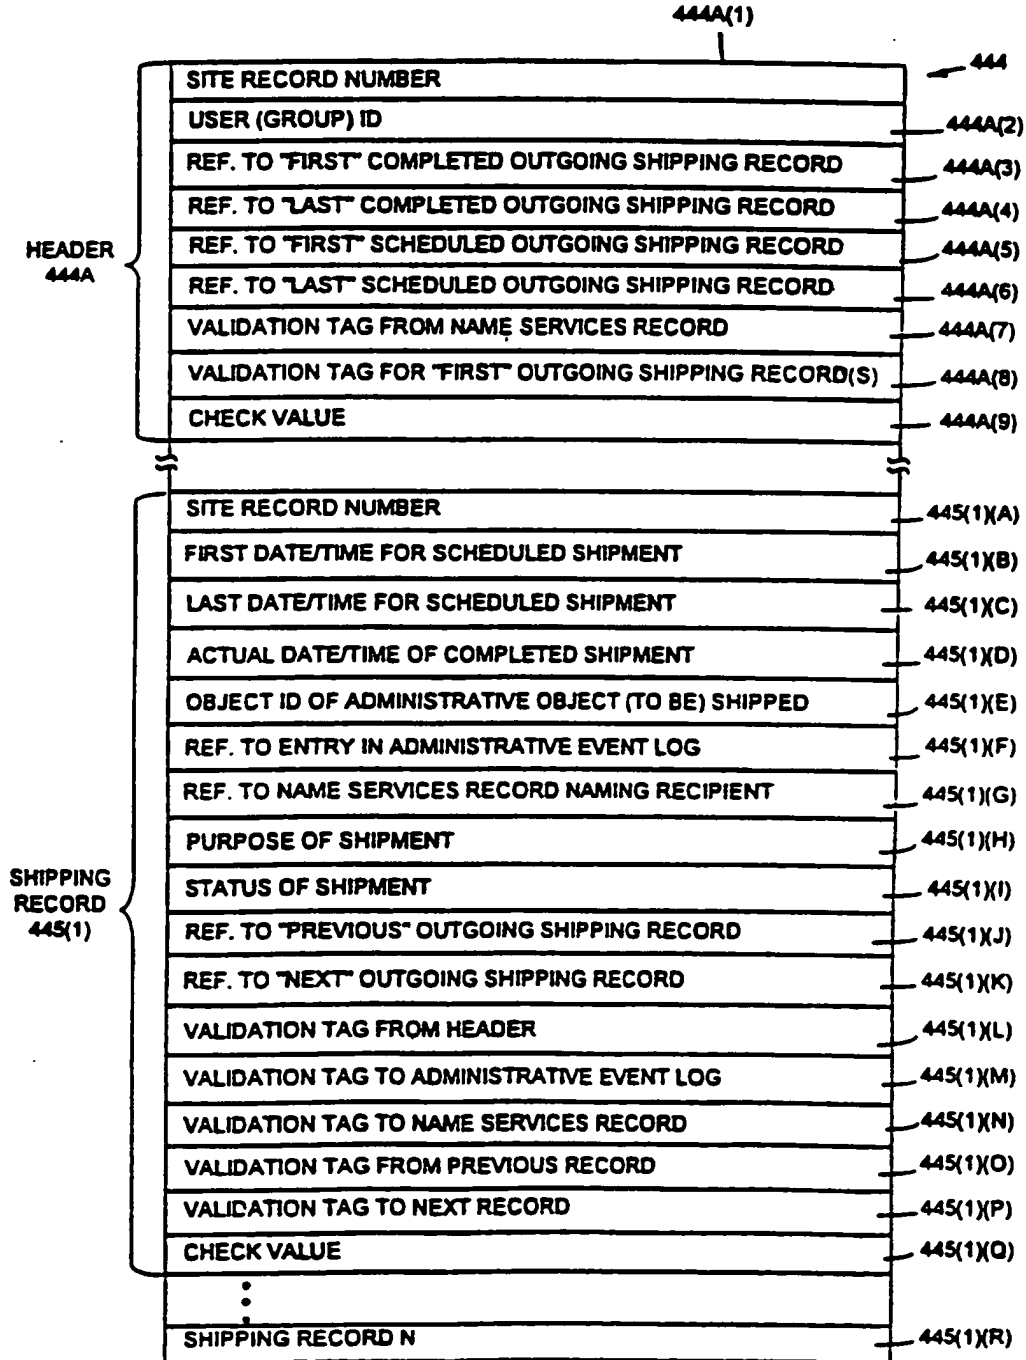 444A(1)
444
SITE RECORD NUMBER
USER (GROUP) ID 444A(2)
REF. TO "FIRST" COMPLETED OUTGOING SHIPPING RECORD 444A(3)
REF. TO "LAST" COMPLETED OUTGOING SHIPPING RECORD 444A(4)
REF. TO "FIRST" SCHEDULED OUTGOING SHIPPING RECORD 444A(5)
HEADER
444A
REF. TO "LAST" SCHEDULED OUTGOING SHIPPING RECORD 444A(6)
VALIDATION TAG FROM NAME SERVICES RECORD 444A(7)
VALIDATION TAG FOR "FIRST" OUTGOING SHIPPING RECORD(S) 444A(8)
CHECK VALUE 444A(9)
SITE RECORD NUMBER 445(1)(A)
FIRST DATE/TIME FOR SCHEDULED SHIPMENT 445(1)(B)
LAST DATE/TIME FOR SCHEDULED SHIPMENT 445(1)(C)
ACTUAL DATE/TIME OF COMPLETED SHIPMENT 445(1)(D)
OBJECT ID OF ADMINISTRATIVE OBJECT (TO BE) SHIPPED 445(1)(E)
REF. TO ENTRY IN ADMINISTRATIVE EVENT LOG 445(1)(F)
REF. TO NAME SERVICES RECORD NAMING RECIPIENT 445(1)(G)
PURPOSE OF SHIPMENT 445(1)(H)
SHIPPING
RECORD
445(1)
STATUS OF SHIPMENT 445(1)(I)
REF. TO "PREVIOUS" OUTGOING SHIPPING RECORD 445(1)(J)
REF. TO "NEXT" OUTGOING SHIPPING RECORD 445(1)(K)
VALIDATION TAG FROM HEADER 445(1)(L)
VALIDATION TAG TO ADMINISTRATIVE EVENT LOG 445(1)(M)
VALIDATION TAG TO NAME SERVICES RECORD 445(1)(N)
VALIDATION TAG FROM PREVIOUS RECORD 445(1)(O)
VALIDATION TAG TO NEXT RECORD 445(1)(P)
CHECK VALUE 445(1)(Q)
SHIPPING RECORD N 445(1)(R)